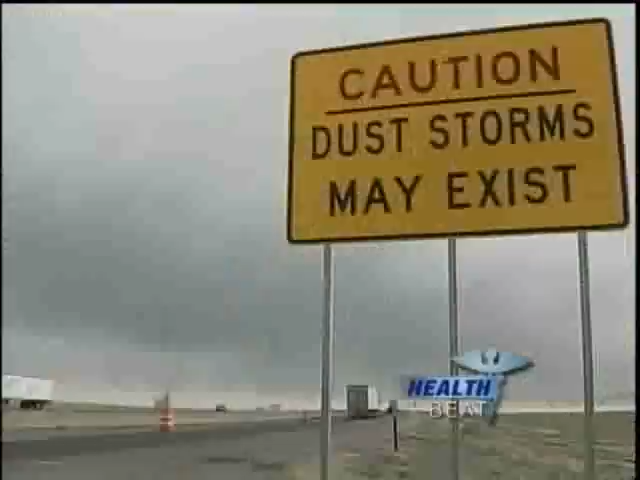 CAUTION
DUST STORMS
MAY EXIST
HEALTH
BEAT